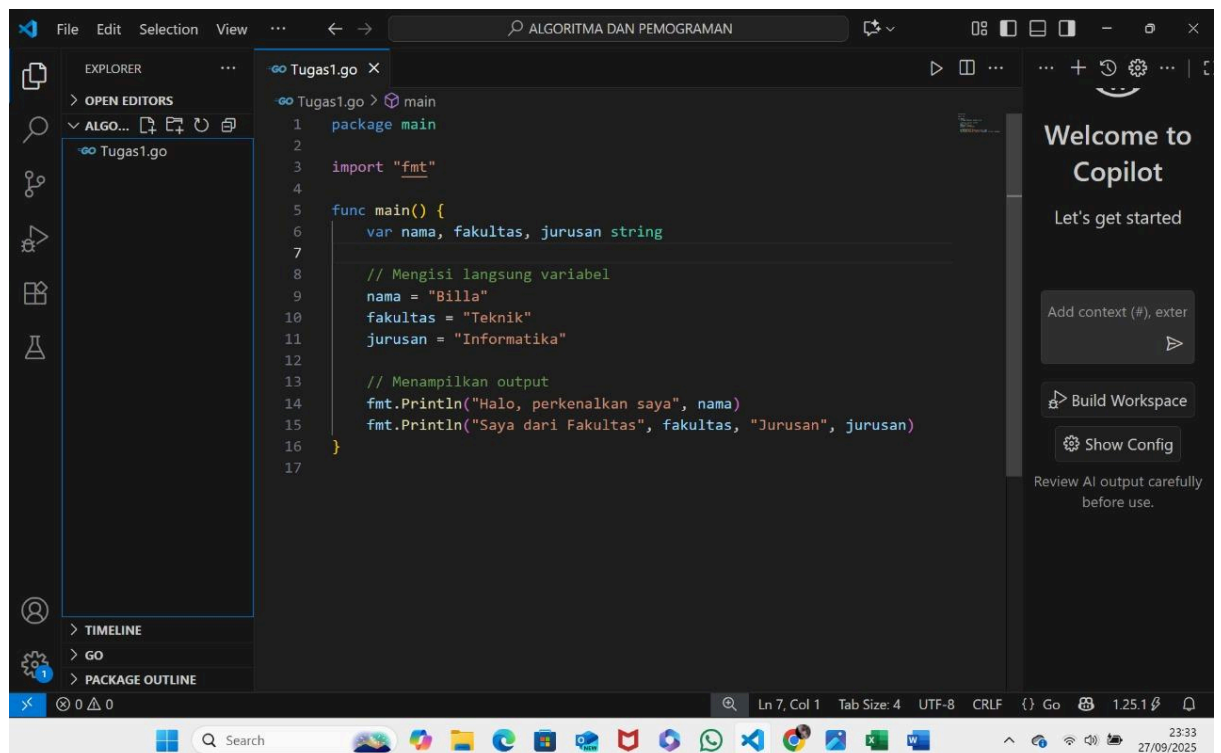 File Edit Selection View ... ALGORITMA DAN PEMOGRAMAN
EXPLORER ...
OPEN EDITORS
ALGO...
GO Tugas1.go
GO Tugas1.go
GO Tugas1.go > main
1 package main
2
3 import "fmt"
4
5 func main() {
6 var nama, fakultas, jurusan string
7
8 // Mengisi langsung variabel
9 nama = "Billa"
10 fakultas = "Teknik"
11 jurusan = "Informatika"
12
13 // Menampilkan output
14 fmt.Println("Halo, perkenalkan saya", nama)
15 fmt.Println("Saya dari Fakultas", fakultas, "Jurusan", jurusan)
16 }
17
Welcome to
Copilot
Let's get started
Add context (#), exter
Build Workspace
Show Config
Review AI output carefully
before use.
TIMELINE
GO
PACKAGE OUTLINE
1
0 0 Ln 7, Col 1 Tab Size: 4 UTF-8 CRLF {} Go 1.25.1
Search
NEW
23:33
27/09/2025